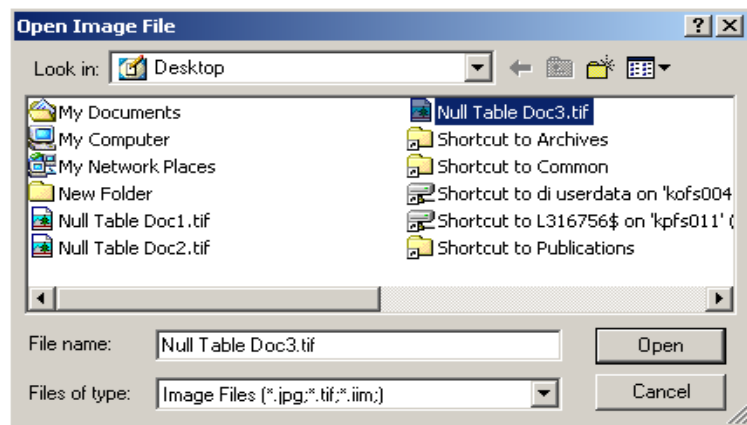 Open Image File
Look in: Desktop
My Documents
My Computer
My Network Places
New Folder
Null Table Doc1.tif
Null Table Doc2.tif
Null Table Doc3.tif
Shortcut to Archives
Shortcut to Common
Shortcut to di userdata on 'kofs004
Shortcut to L316756$ on 'kpfs011' (
Shortcut to Publications
File name: Null Table Doc3.tif Open
Files of type: Image Files (*.jpg;*.tif;*.iim;) Cancel